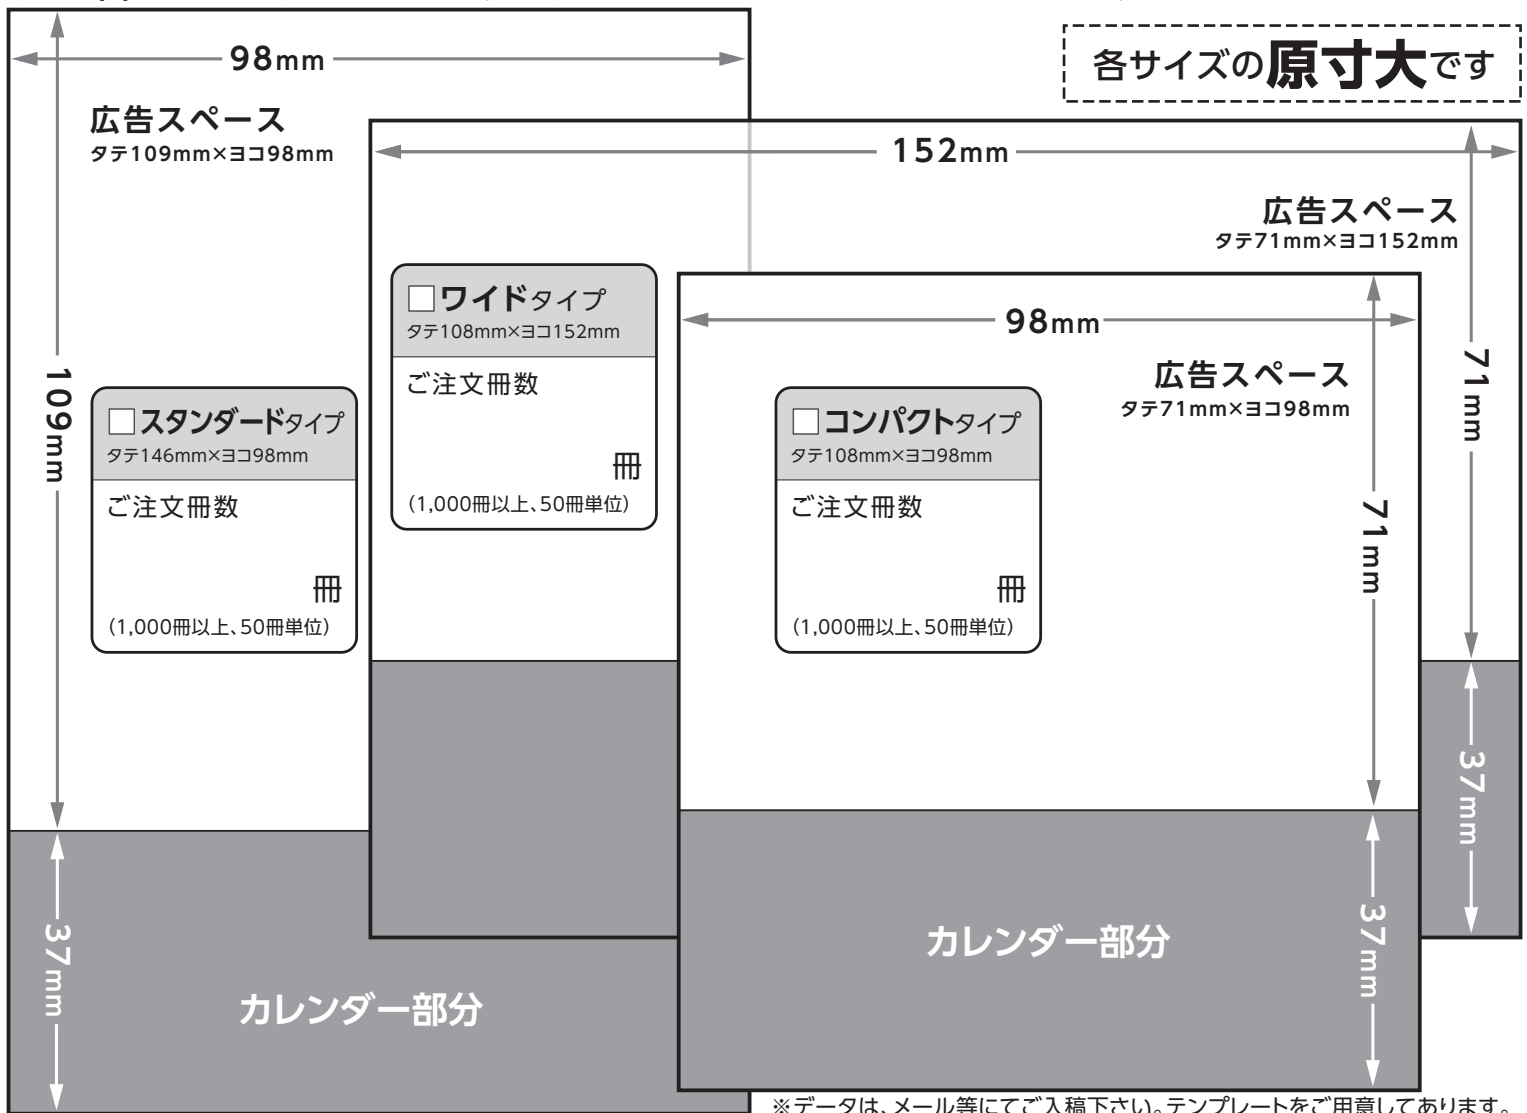 98mm
各サイズの原寸大です
広告スペース
タテ109mm×ヨコ98mm
152mm
広告スペース
タテ71mm×ヨコ152mm
□ワイドタイプ
タテ108mm×ヨコ152mm
ご注文冊数
冊
(1,000冊以上、50冊単位)
98mm
広告スペース
タテ71mm×ヨコ98mm
109mm
□スタンダードタイプ
タテ146mm×ヨコ98mm
ご注文冊数
冊
(1,000冊以上、50冊単位)
□コンパクトタイプ
タテ108mm×ヨコ98mm
ご注文冊数
冊
(1,000冊以上、50冊単位)
71mm
71mm
37mm
37mm
カレンダー部分
37mm
カレンダー部分
※データは、メール等にてご入稿下さい。テンプレートをご用意してあります。